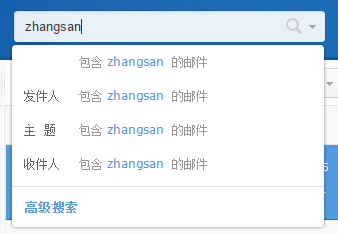 zhangsan
包含 zhangsan 的邮件
发件人 包含 zhangsan 的邮件
主 题 包含 zhangsan 的邮件
收件人 包含 zhangsan 的邮件
5
高级搜索